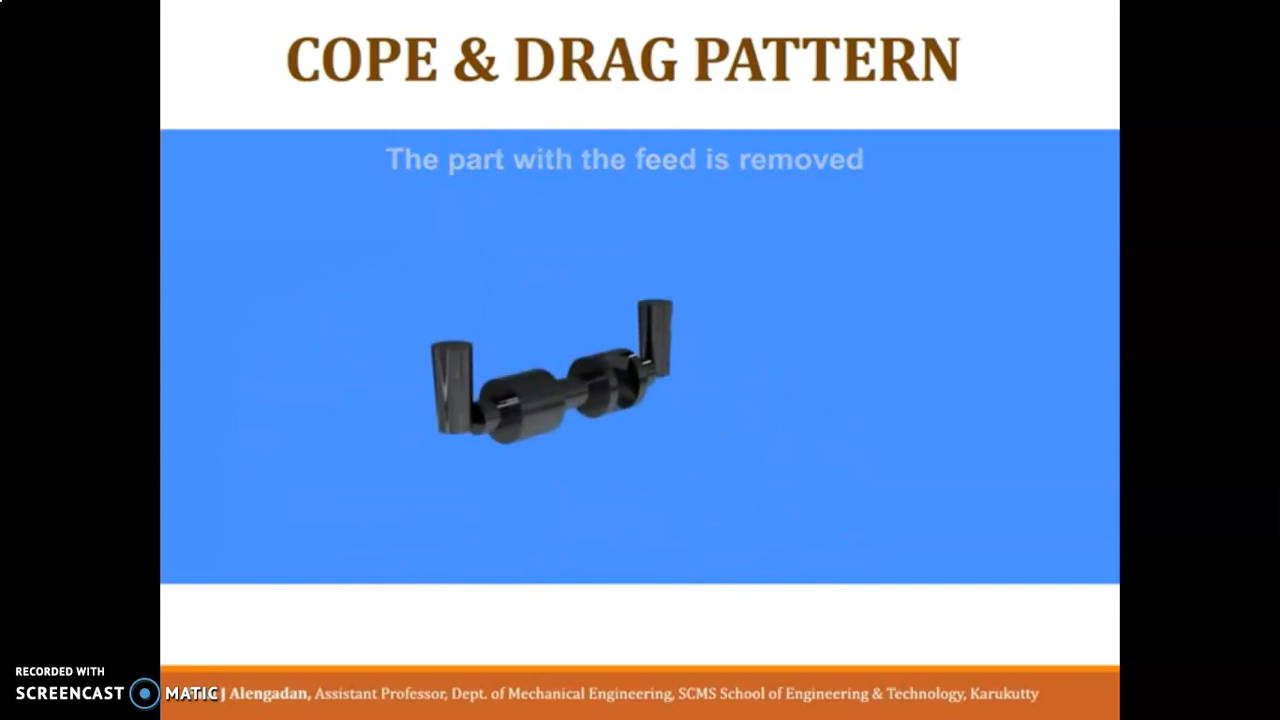 COPE & DRAG PATTERN
The part with the feed is removed
RECORDED WITH
SCREENCAST MATIC
J Alengadan, Assistant Professor, Dept. of Mechanical Engineering, SCMS School of Engineering & Technology, Karukutty